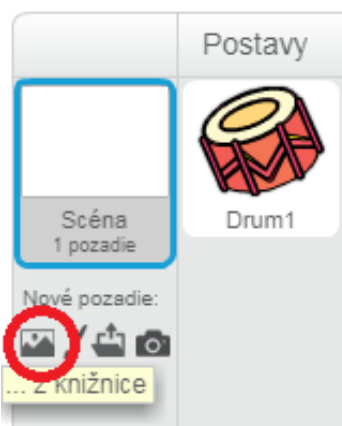 Postavy
Scéna
1 pozadie
Drum1
Nové pozadie:
... z knižnice